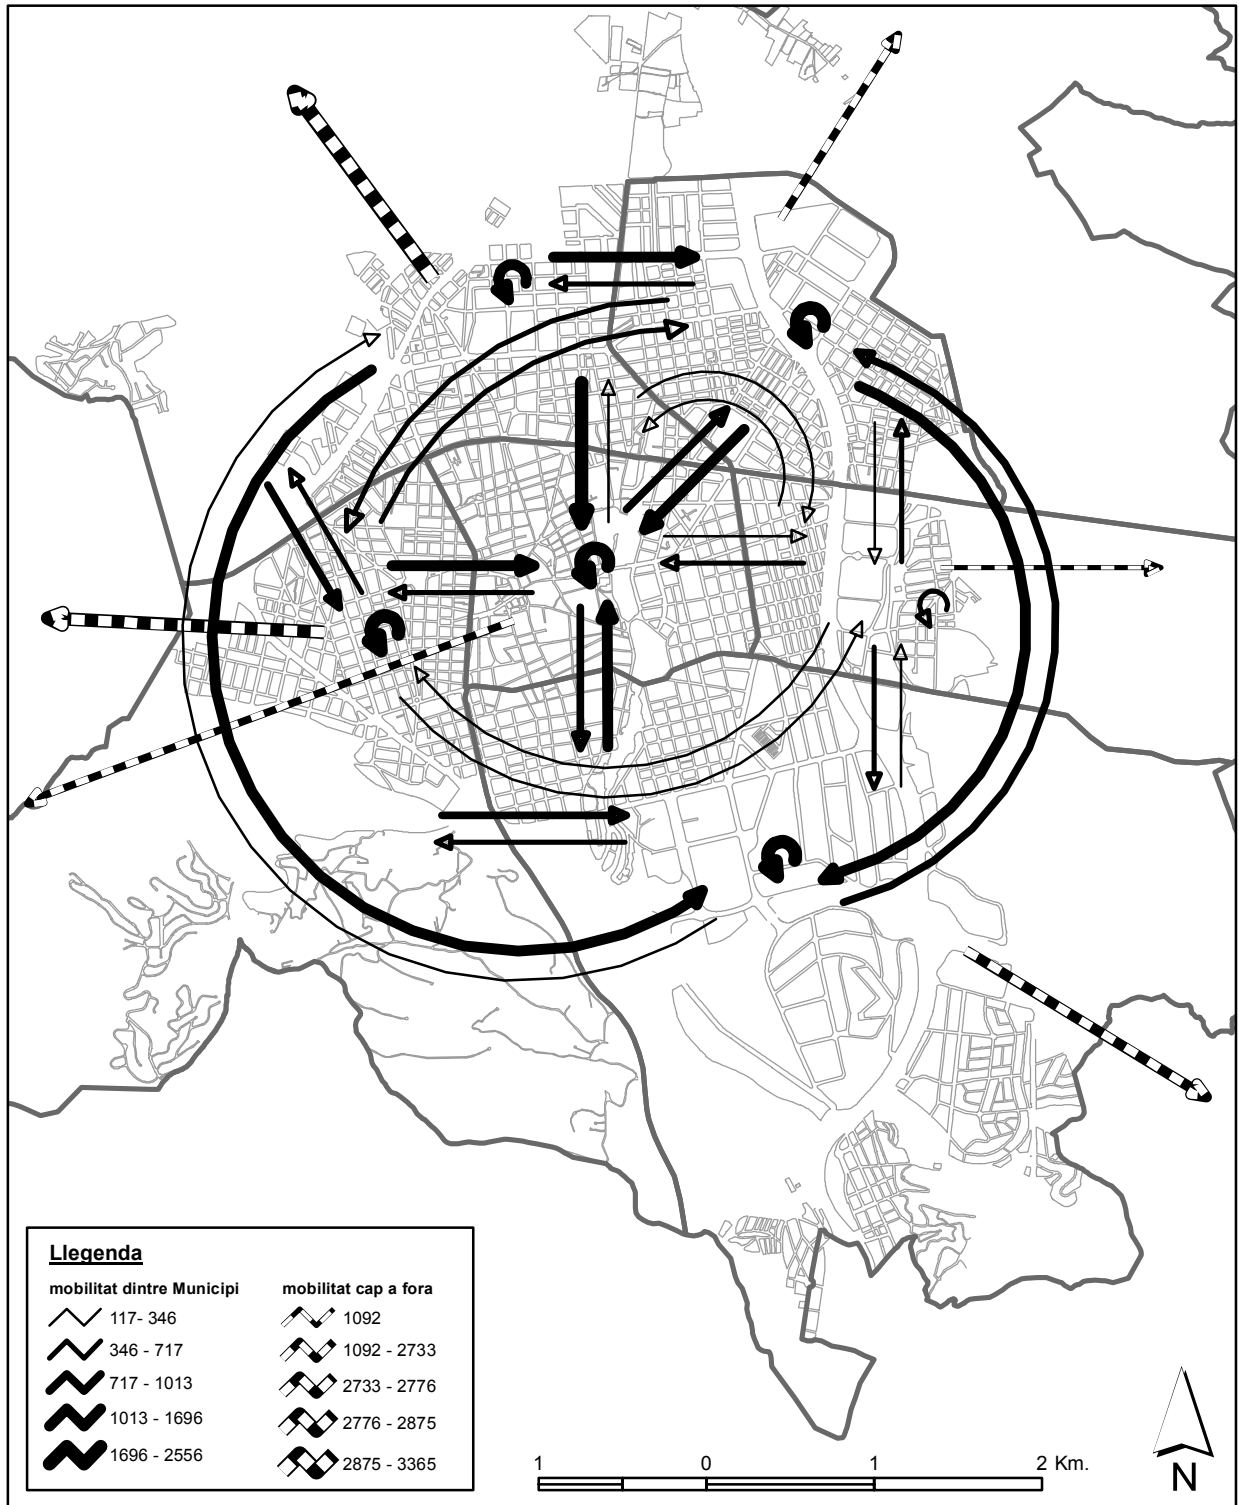 Llegenda
mobilitat dintre Municipi
117- 346
346 - 717
717 - 1013
1013 - 1696
1696 - 2556
mobilitat cap a fora
1092
1092 - 2733
2733 - 2776
2776 - 2875
2875 - 3365
1 0 1 2 Km.
N